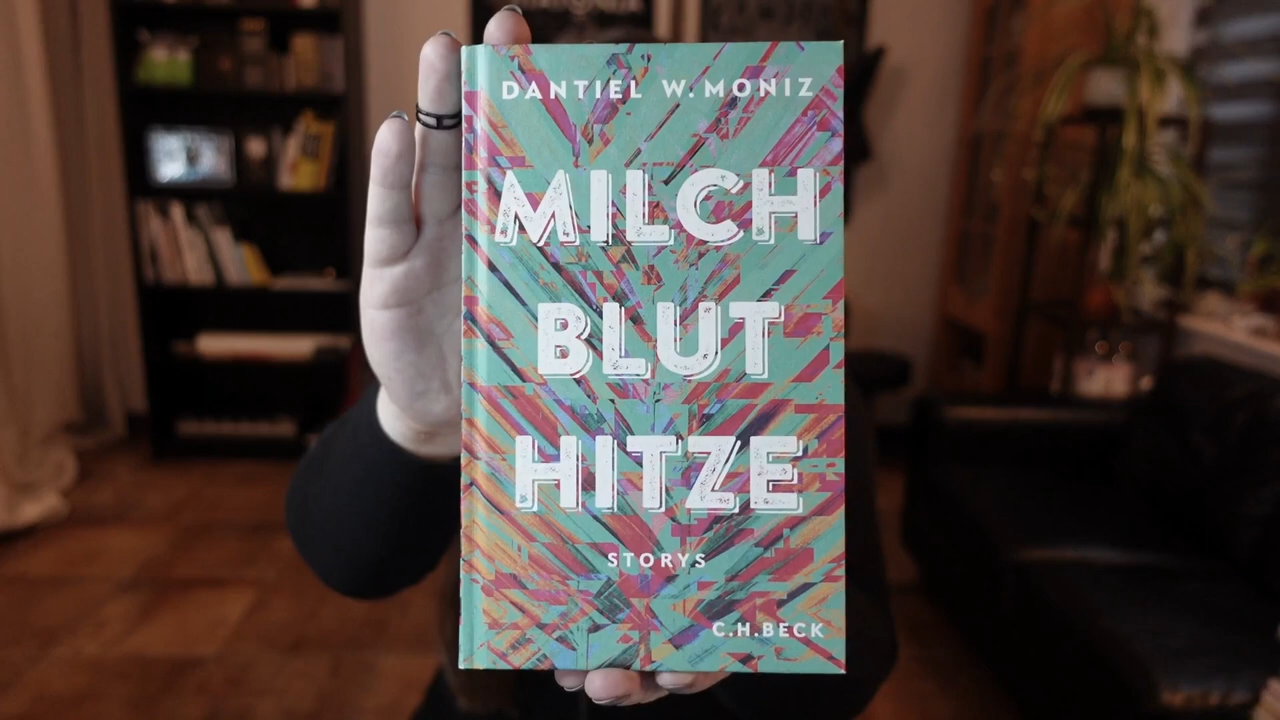 DANTIEL W. MONIZ
MILCH
BLUT
HITZE
STORYS
C.H.BECK